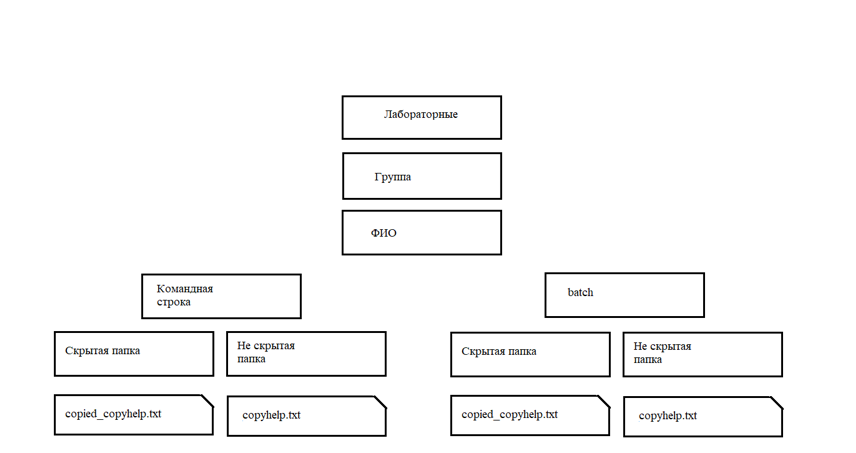 Лабораторные
Группа
ФИО
Командная
строка
batch
Скрытая папка
Не скрытая
папка
Скрытая папка
Не скрытая
папка
copied_copyhelp.txt
copyhelp.txt
copied_copyhelp.txt
copyhelp.txt